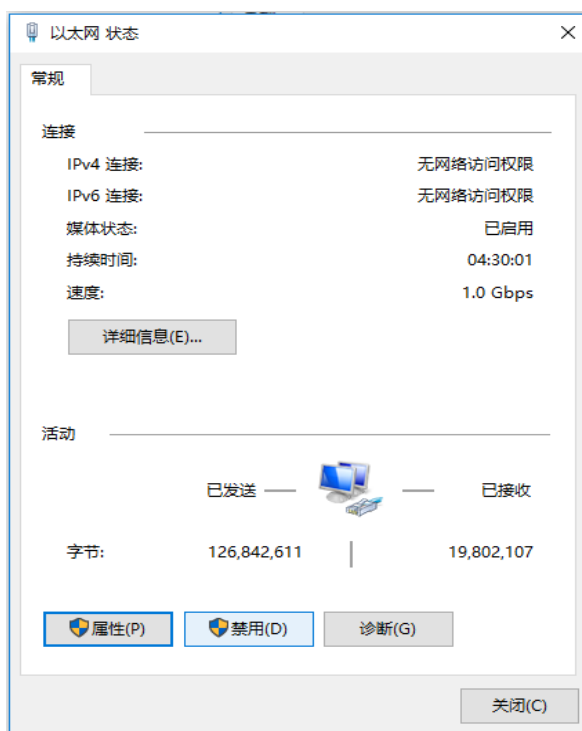 以太网 状态
常规
连接
IPv4 连接: 无网络访问权限
IPv6 连接: 无网络访问权限
媒体状态: 已启用
持续时间: 04:30:01
速度: 1.0 Gbps
详细信息(E)...
活动
已发送 已接收
字节: 126,842,611 19,802,107
属性(P) 禁用(D) 诊断(G)
关闭(C)